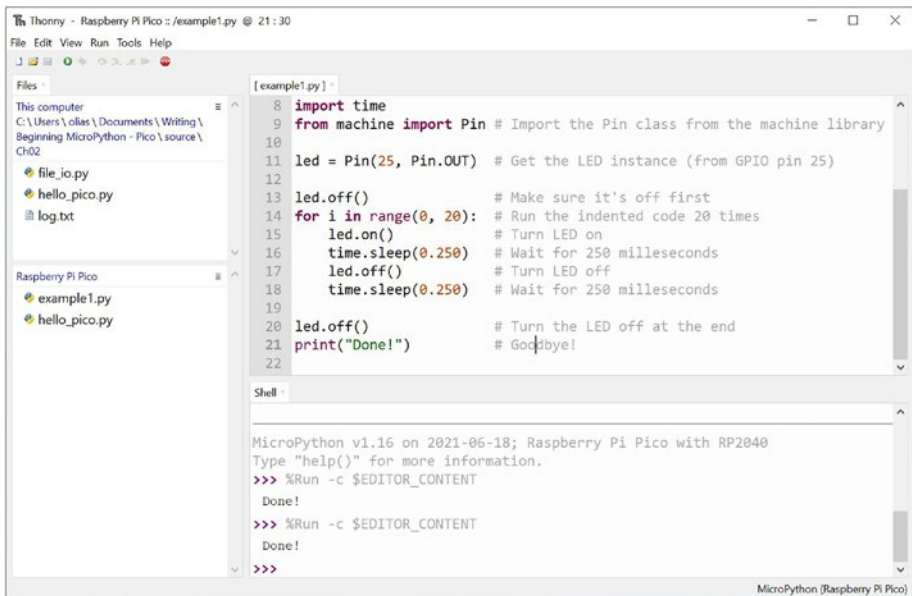 Thonny - Raspberry Pi Pico :: /example1.py @ 21 : 30
File Edit View Run Tools Help
Files
This computer
C: \ Users \ olias \ Documents \ Writing \
Beginning MicroPython - Pico \ source \
Ch02
file_io.py
hello_pico.py
log.txt
Raspberry Pi Pico
example1.py
hello_pico.py
[ example1.py ]
8 import time
9 from machine import Pin # Import the Pin class from the machine library
10
11 led = Pin(25, Pin.OUT) # Get the LED instance (from GPIO pin 25)
12
13 led.off() # Make sure it's off first
14 for i in range(0, 20): # Run the indented code 20 times
15 led.on() # Turn LED on
16 time.sleep(0.250) # Wait for 250 milleseconds
17 led.off() # Turn LED off
18 time.sleep(0.250) # Wait for 250 milleseconds
19
20 led.off() # Turn the LED off at the end
21 print("Done!") # Goodbye!
22
Shell
MicroPython v1.16 on 2021-06-18; Raspberry Pi Pico with RP2040
Type "help()" for more information.
>>> %Run -c $EDITOR_CONTENT
Done!
>>> %Run -c $EDITOR_CONTENT
Done!
>>>
MicroPython (Raspberry Pi Pico)